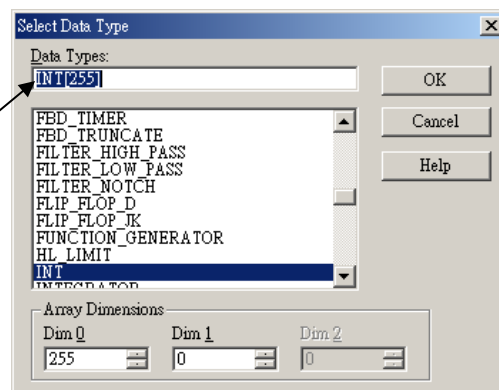 Select Data Type
Data Types:
INT[255]
OK
Cancel
Help
FBD_TIMER
FBD_TRUNCATE
FILTER_HIGH_PASS
FILTER_LOW_PASS
FILTER_NOTCH
FLIP_FLOP_D
FLIP_FLOP_JK
FUNCTION_GENERATOR
HL_LIMIT
INT
INTEGRATOR
Array Dimensions
Dim 0
Dim 1
Dim 2
255
0
0